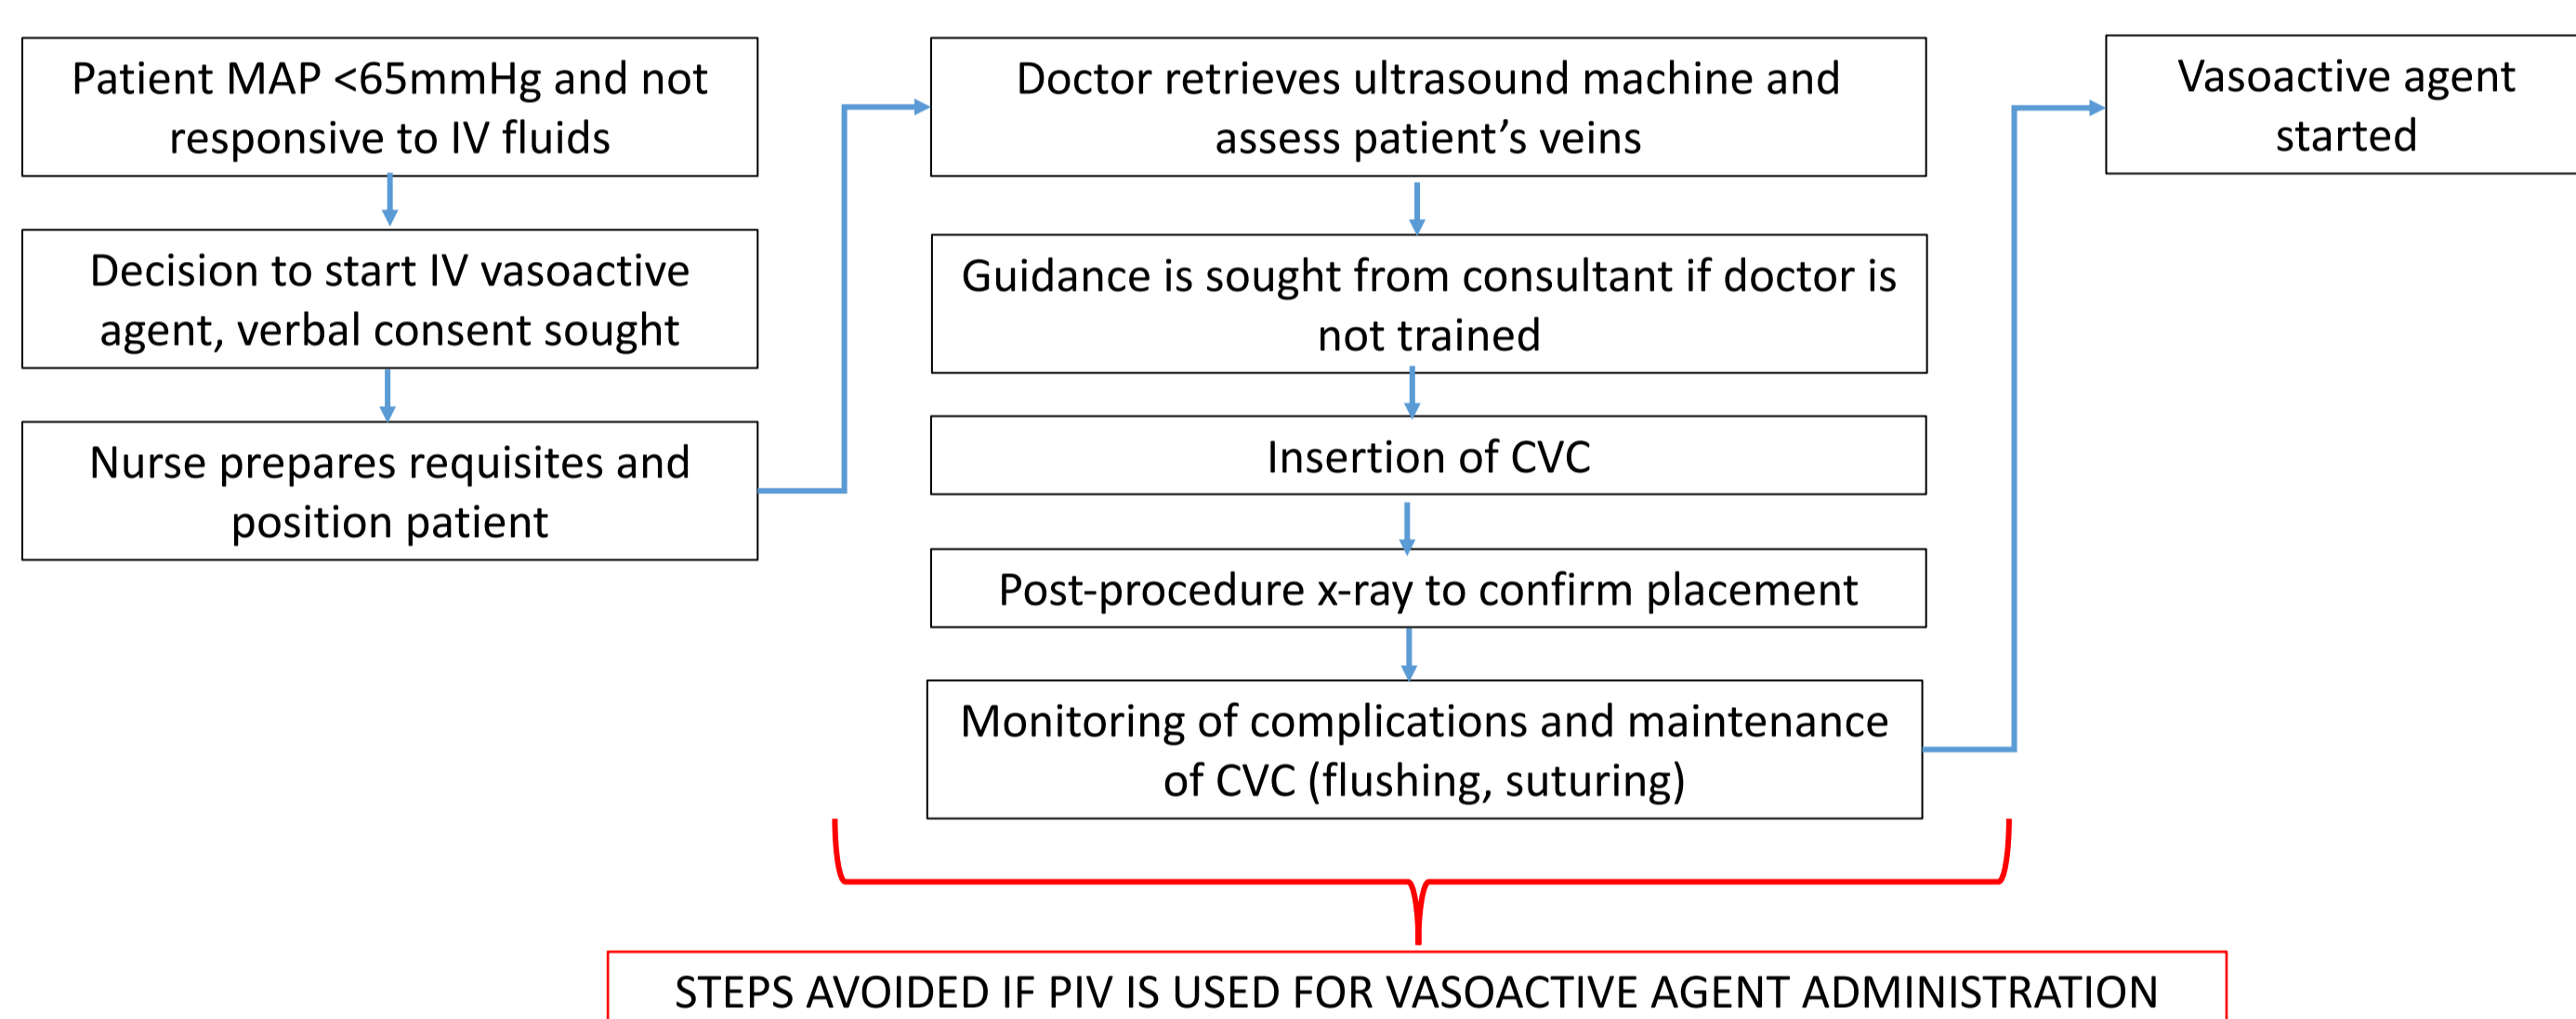 Patient MAP <65mmHg and not
responsive to IV fluids
Decision to start IV vasoactive
agent, verbal consent sought
Nurse prepares requisites and
position patient
Doctor retrieves ultrasound machine and
assess patient’s veins
Guidance is sought from consultant if doctor is
not trained
Insertion of CVC
Post-procedure x-ray to confirm placement
Monitoring of complications and maintenance
of CVC (flushing, suturing)
Vasoactive agent
started
STEPS AVOIDED IF PIV IS USED FOR VASOACTIVE AGENT ADMINISTRATION